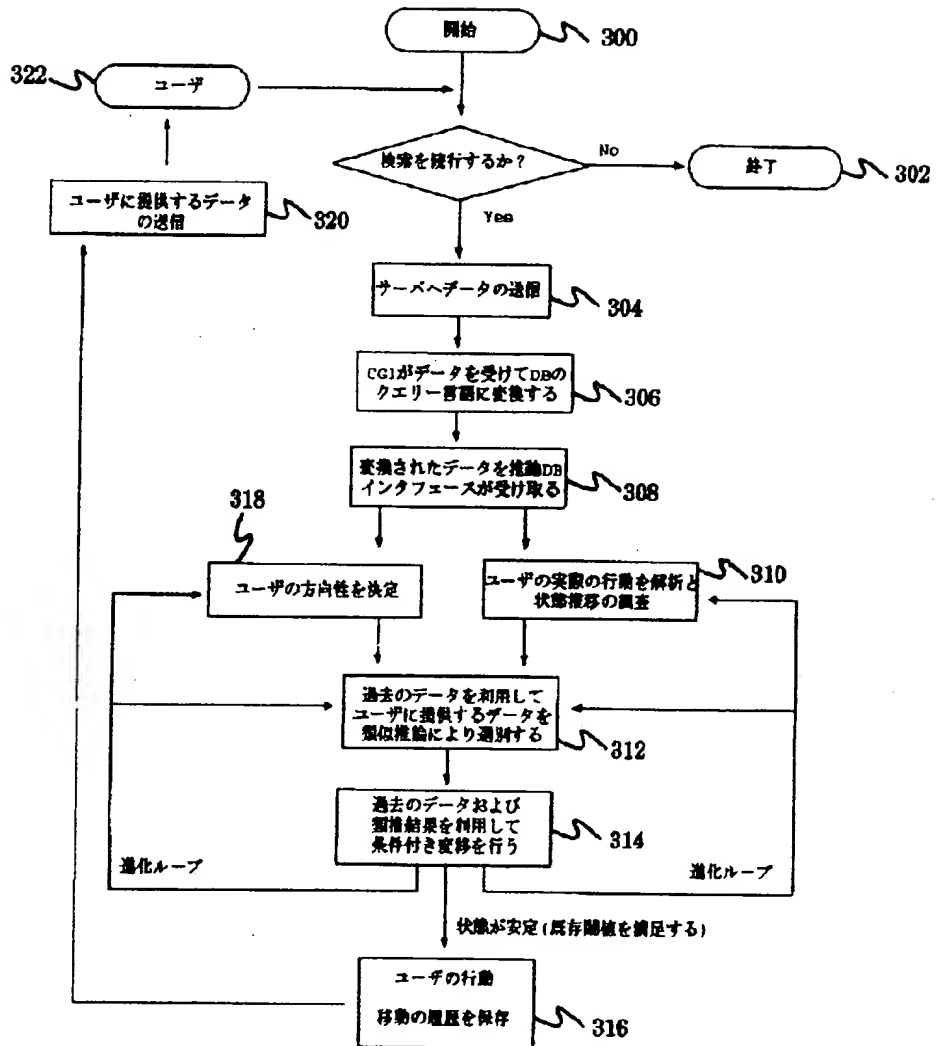 開始
300
322
ユーザ
検索を続行するか?
No
終了
302
ユーザに提供するデータ
の送信
320
Yes
サーバへデータの送信
304
CGIがデータを受けてDBの
クエリー言語に変換する
306
変換されたデータを推論DB
インタフェースが受け取る
308
318
ユーザの方向性を決定
ユーザの実際の行動を解析と
状態推移の調査
310
過去のデータを利用して
ユーザに提供するデータを
類似推論により選別する
312
過去のデータおよび
類推結果を利用して
条件付き変移を行う
314
進化ループ
進化ループ
状態が安定(既存閾値を満足する)
ユーザの行動
移動の履歴を保存
316